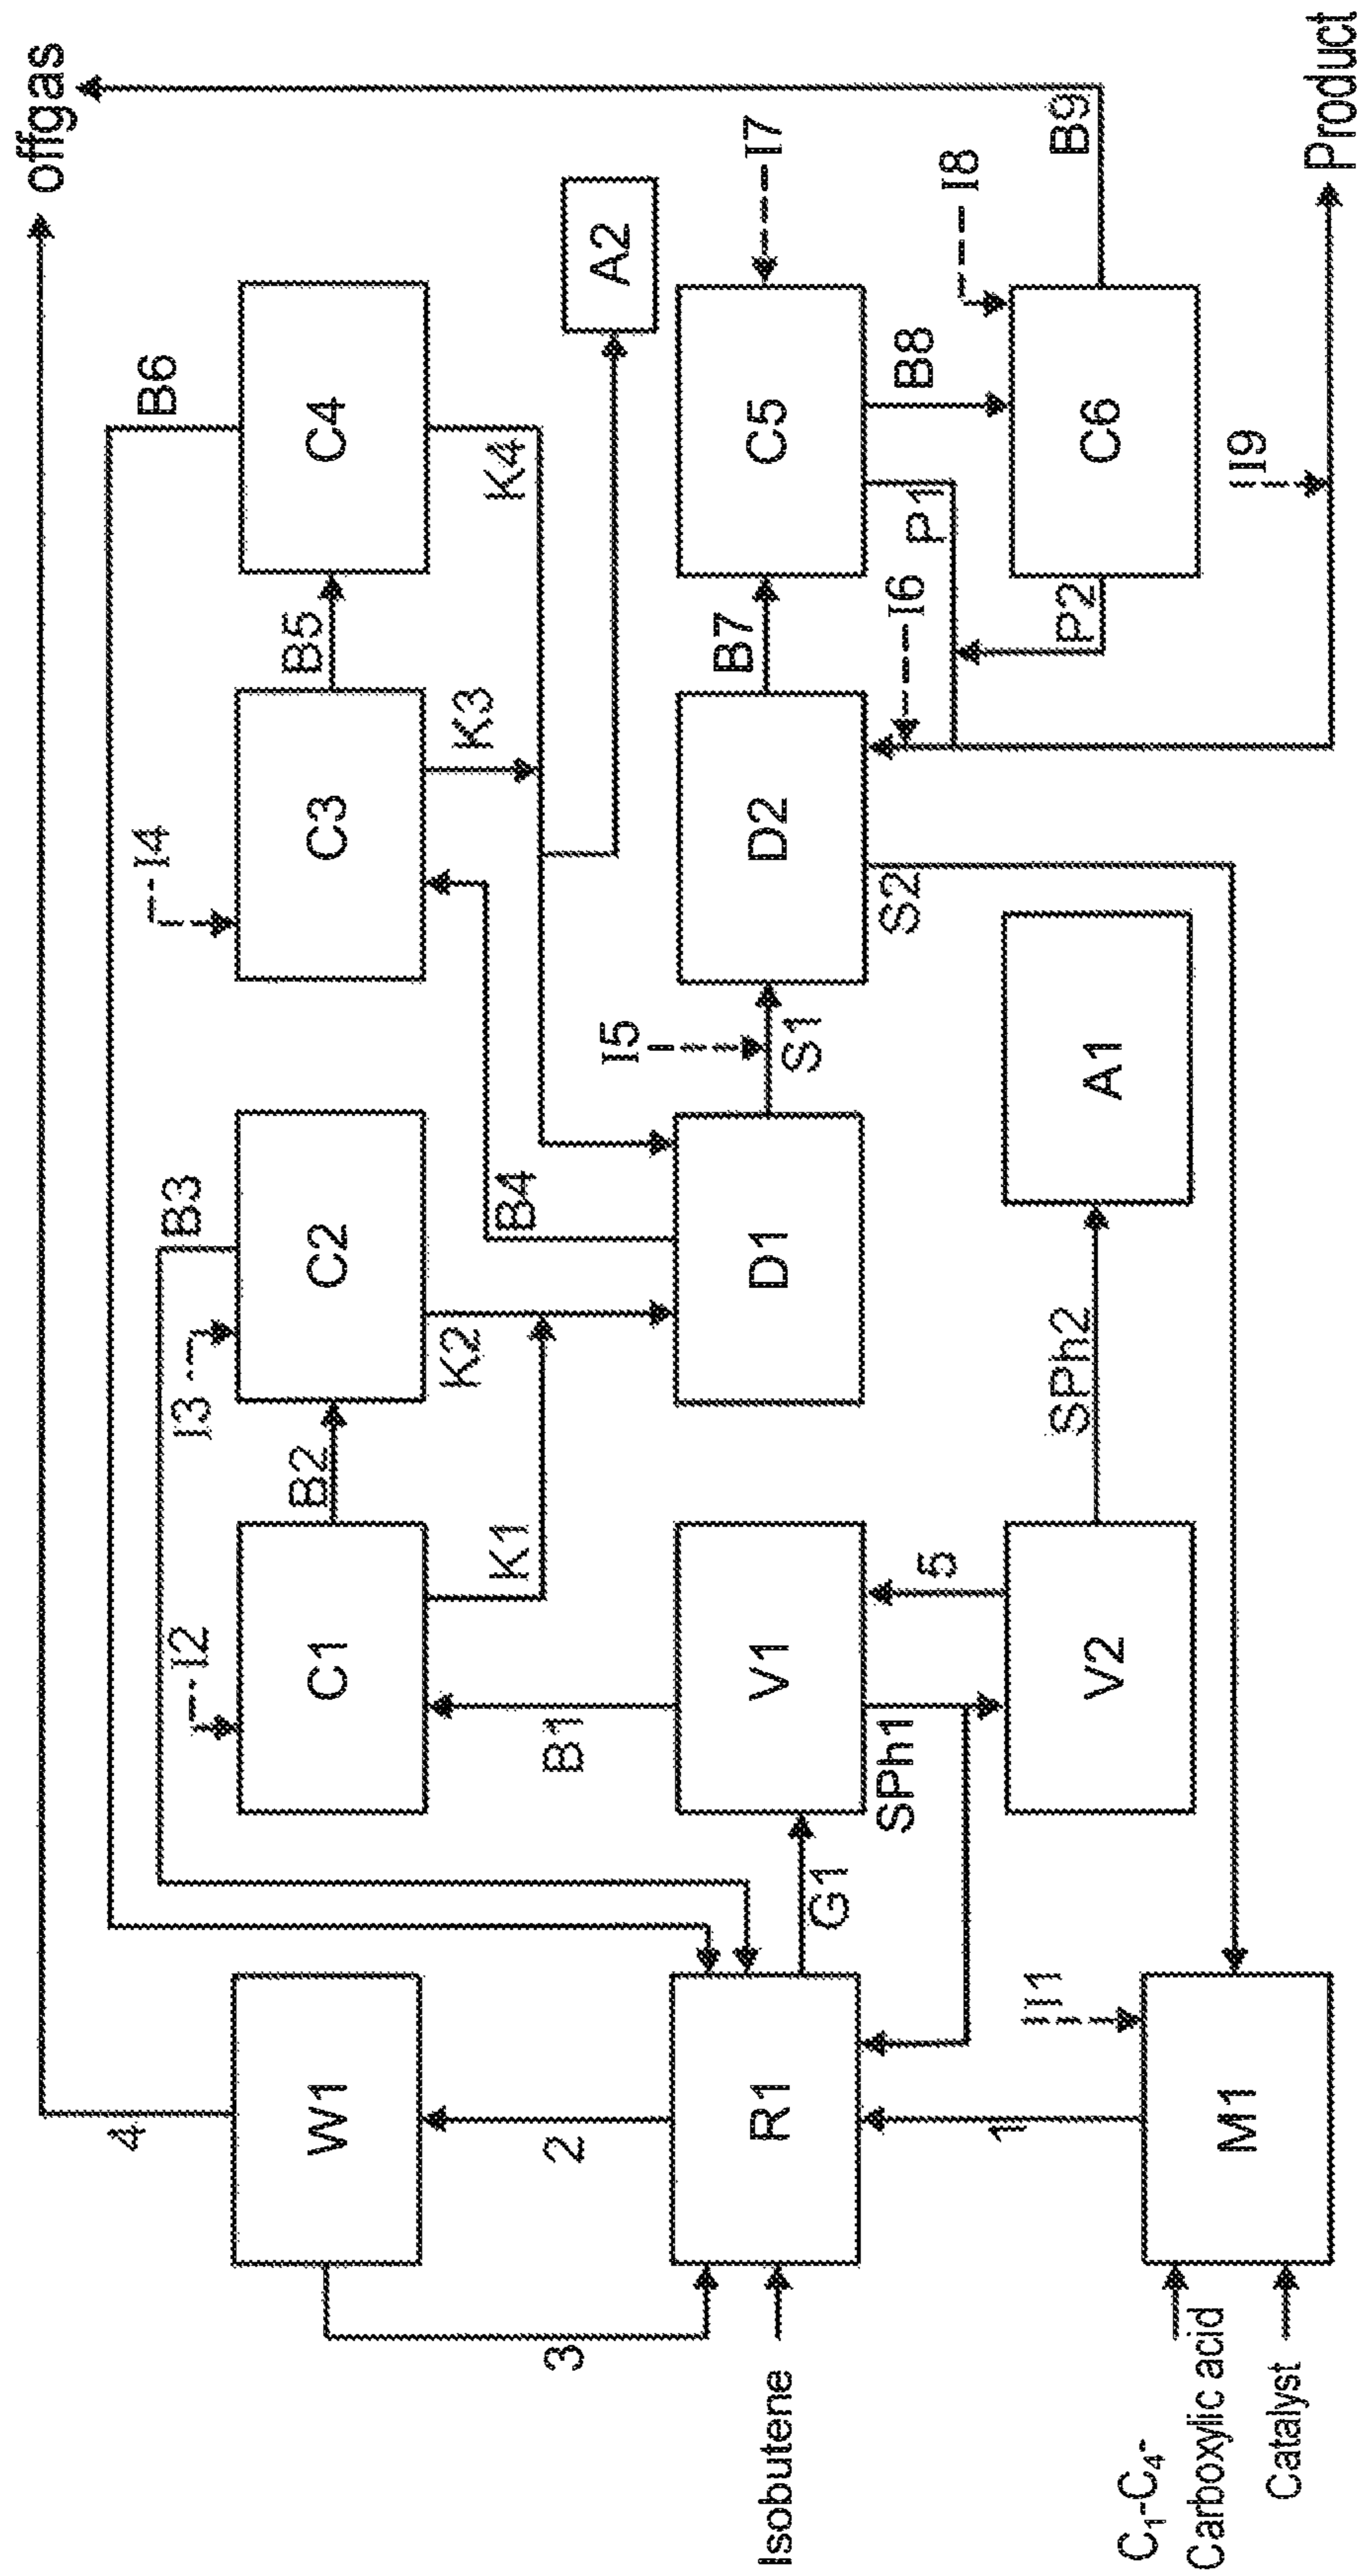 offgas
4
B6
B3
I4
I2
I3
W1
C1
B2
C2
C3
B5
C4
K1
K2
K3
K4
A2
3
2
B1
B4
I5
I7
Isobutene
R1
G1
V1
D1
S1
D2
B7
C5
SPh1
5
S2
I6
P1
B8
I8
1
I1
V2
SPh2
A1
P2
C6
B9
C₁-C₄-
Carboxylic acid
Catalyst
M1
I9
Product